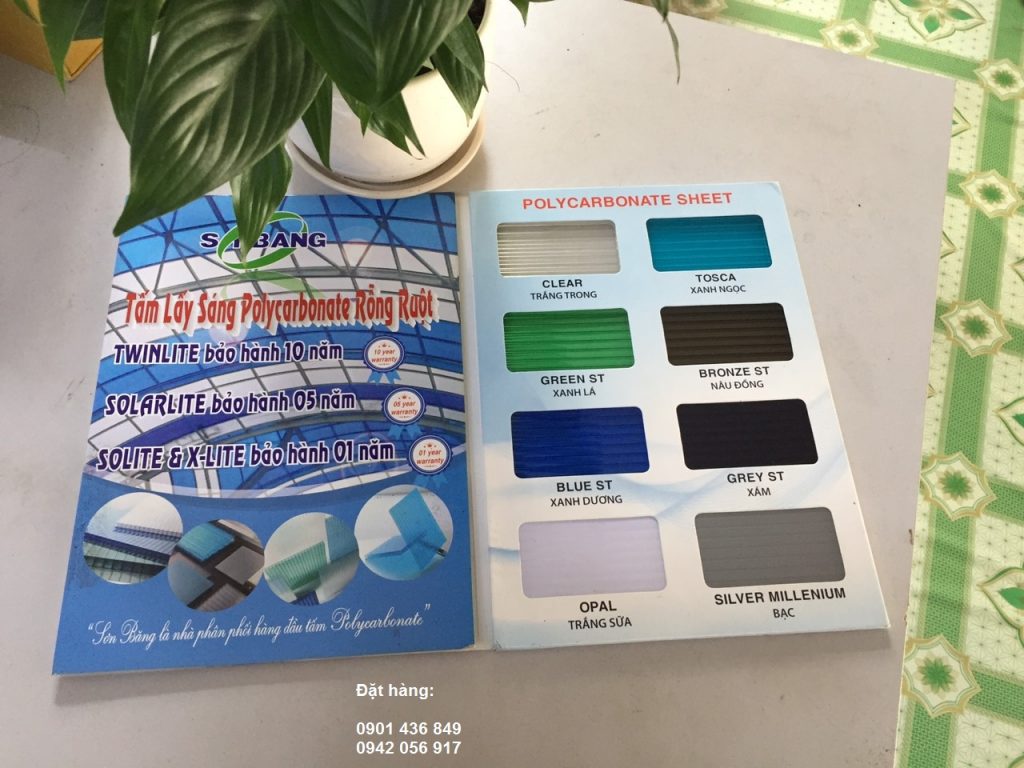 BANG
Tấm Lấy Sáng Polycarbonate Rỗng Ruột
TWINLITE bảo hành 10 năm
10 year
warranty
SOLARLITE bảo hành 05 năm
05 year
warranty
SOLITE & X-LITE bảo hành 01 năm
01 year
warranty
"Sơn Băng là nhà phân phối hàng đầu tấm Polycarbonate"
POLYCARBONATE SHEET
CLEAR
TRẮNG TRONG
TOSCA
XANH NGỌC
GREEN ST
XANH LÁ
BRONZE ST
NÂU ĐỒNG
BLUE ST
XANH DƯƠNG
GREY ST
XÁM
OPAL
TRẮNG SỮA
SILVER MILLENIUM
BẠC
Đặt hàng:
0901 436 849
0942 056 917